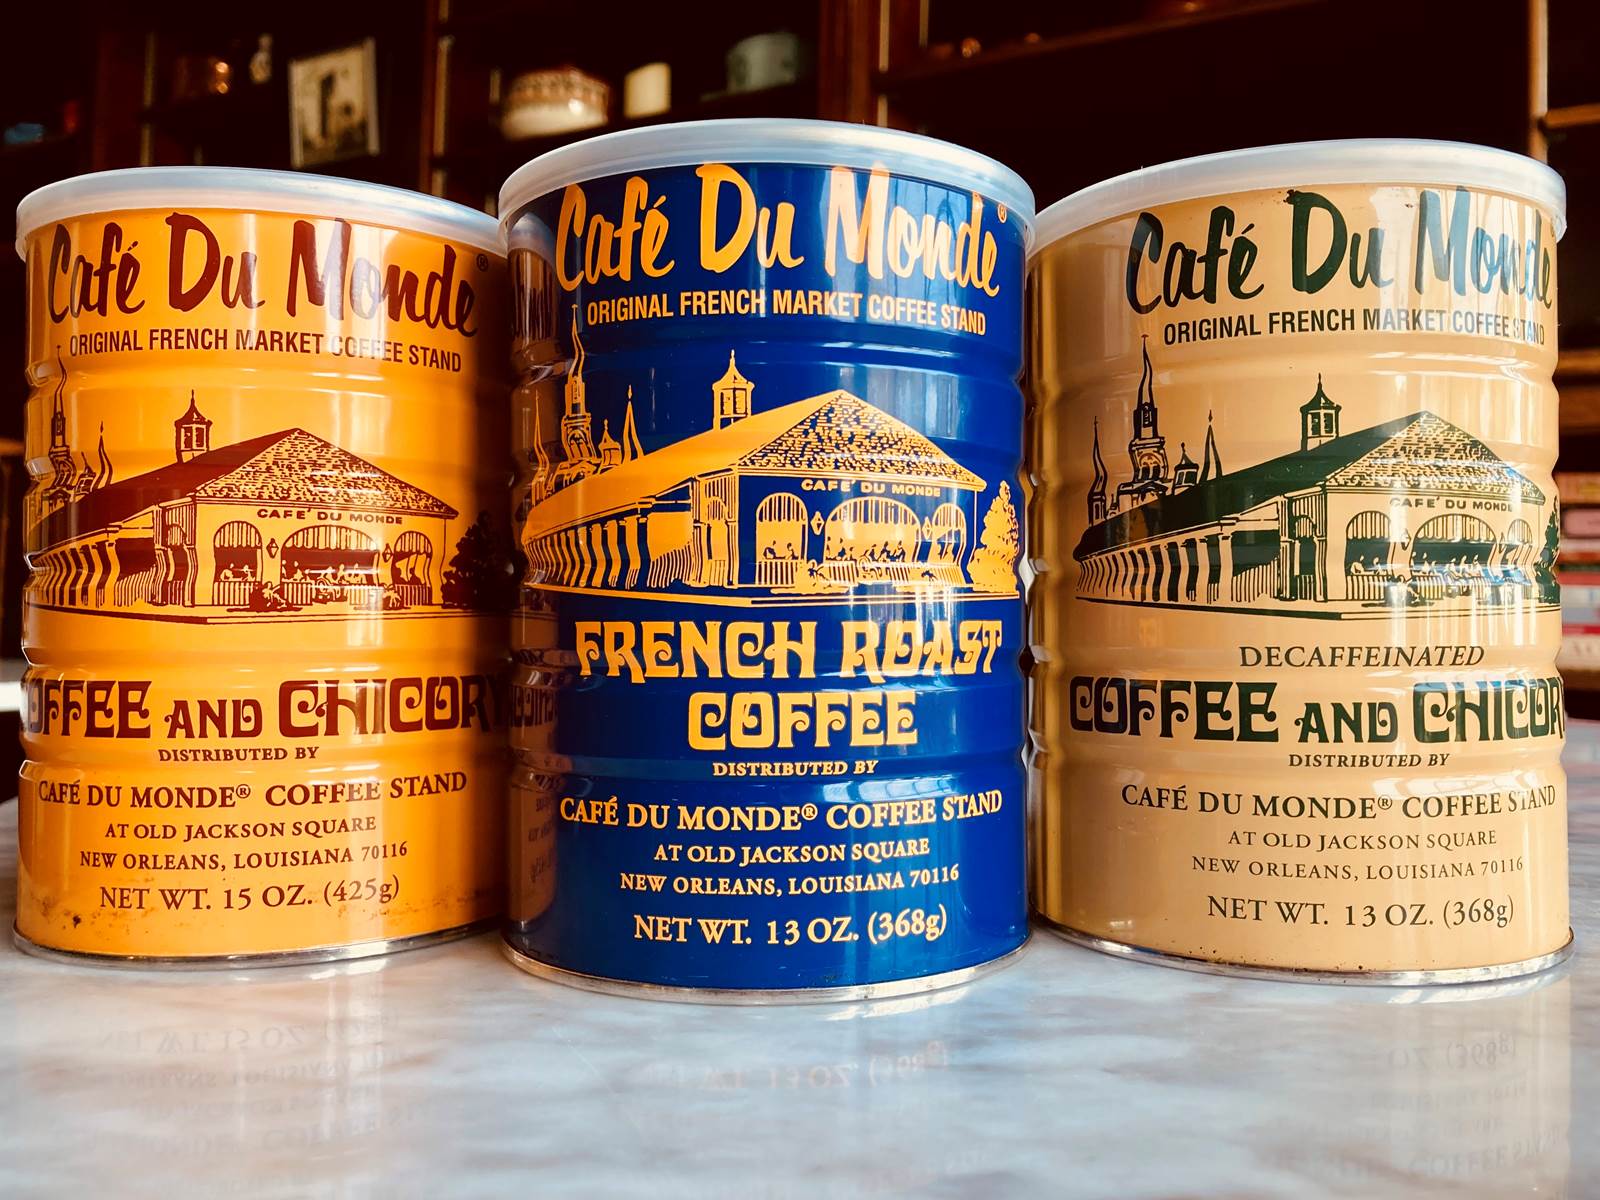 Café Du Monde®
ORIGINAL FRENCH MARKET COFFEE STAND
CAFE DU MONDE
COFFEE AND CHICORY
DISTRIBUTED BY
CAFÉ DU MONDE® COFFEE STAND
AT OLD JACKSON SQUARE
NEW ORLEANS, LOUISIANA 70116
NET WT. 15 OZ. (425g)
Café Du Monde®
ORIGINAL FRENCH MARKET COFFEE STAND
CAFE DU MONDE
FRENCH ROAST
COFFEE
DISTRIBUTED BY
CAFÉ DU MONDE® COFFEE STAND
AT OLD JACKSON SQUARE
NEW ORLEANS, LOUISIANA 70116
NET WT. 13 OZ. (368g)
Café Du Monde
ORIGINAL FRENCH MARKET COFFEE STAND
CAFE DU MONDE
DECAFFEINATED
COFFEE AND CHICOR
DISTRIBUTED BY
CAFÉ DU MONDE® COFFEE STAND
AT OLD JACKSON SQUARE
NEW ORLEANS, LOUISIANA 70116
NET WT. 13 OZ. (368g)